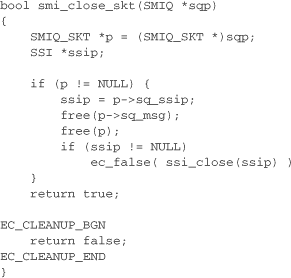 bool smi_close_skt(SMIQ *sqp)
{
    SMIQ_SKT *p = (SMIQ_SKT *)sqp;
    SSI *ssip;

    if (p != NULL) {
        ssip = p->sq_ssip;
        free(p->sq_msg);
        free(p);
        if (ssip != NULL)
            ec_false( ssi_close(ssip) )
    }
    return true;

EC_CLEANUP_BGN
    return false;
EC_CLEANUP_END
}